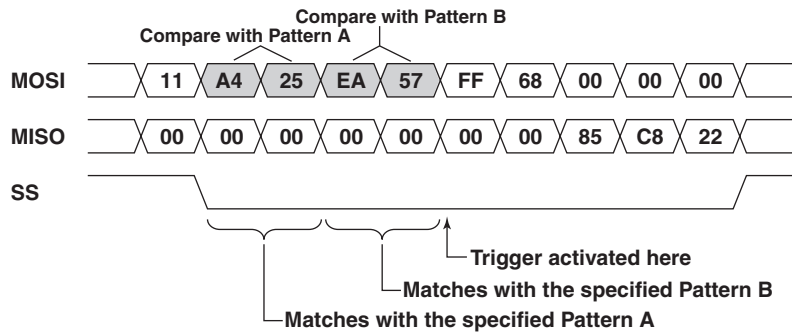 Compare with Pattern B
Compare with Pattern A
MOSI 11 A4 25 EA 57 FF 68 00 00 00
MISO 00 00 00 00 00 00 00 85 C8 22
SS
Trigger activated here
Matches with the specified Pattern B
Matches with the specified Pattern A